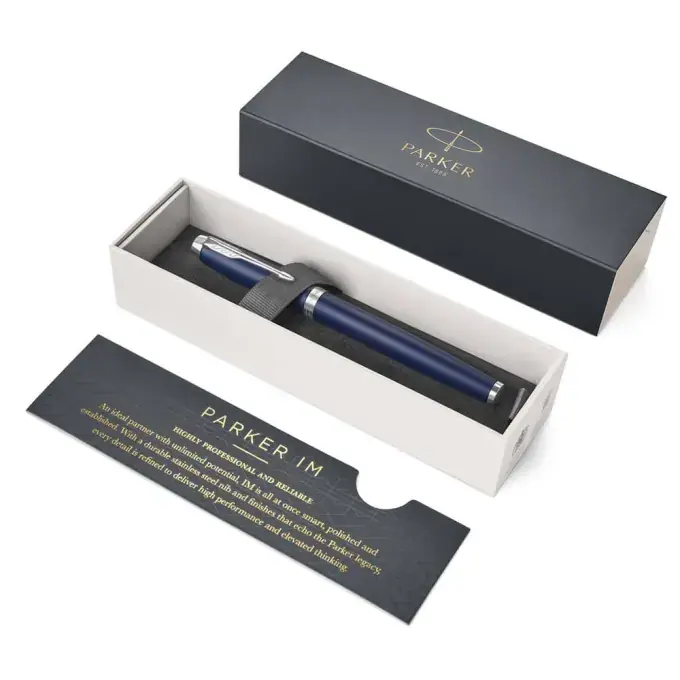 PARKER
EST. 1888
PARKER IM
HIGHLY PROFESSIONAL AND RELIABLE
An ideal partner with unlimited potential, IM is all at once smart, polished and
established. With a durable stainless steel nib and finishes that echo the Parker legacy,
every detail is refined to deliver high performance and elevated thinking.